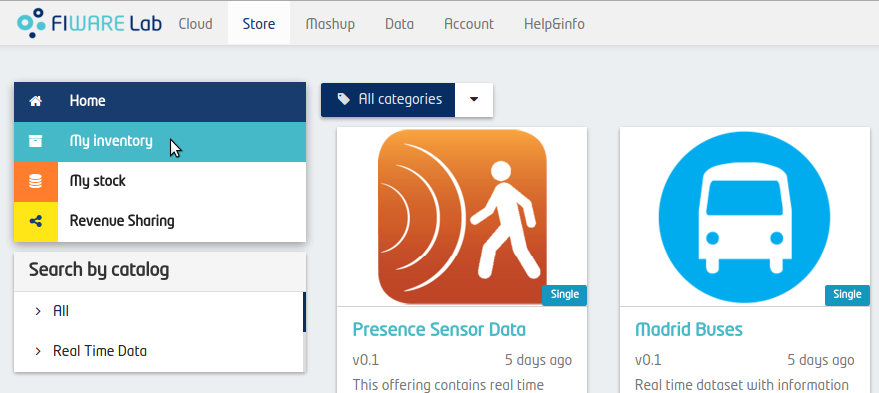 FIWARE Lab Cloud Store Mashup Data Account Help&info
Home
My inventory
My stock
Revenue Sharing
Search by catalog
All
Real Time Data
All categories
Single
Presence Sensor Data
v0.1 5 days ago
This offering contains real time
Single
Madrid Buses
v0.1 5 days ago
Real time dataset with information